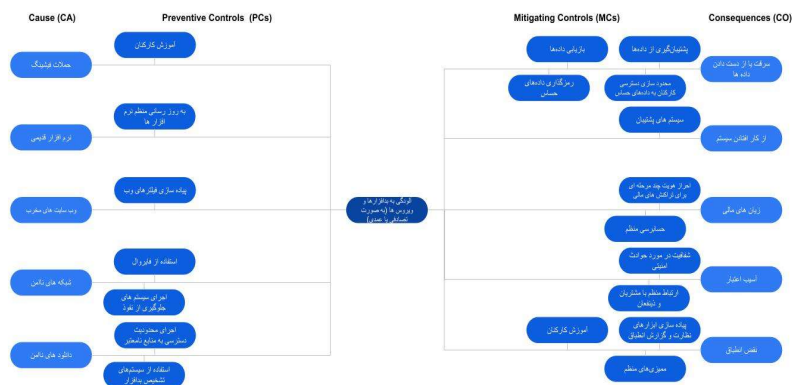 Cause (CA)
Preventive Controls (PCs)
Mitigating Controls (MCs)
Consequences (CO)
حملات فیشینگ
آموزش کارکنان
نرم افزار قدیمی
به روز رسانی منظم نرم
افزار ها
وب سایت های مخرب
پیاده سازی فیلترهای وب
شبکه های ناامن
استفاده از فایروال
اجرای سیستم های
جلوگیری از نفوذ
دانلود های ناامن
اجرای محدودیت
دسترسی به منابع نامعتبر
استفاده از سیستم‌های
تشخیص بدافزار
آلودگی به بدافزارها و
ویروس ها (به صورت
تصادفی یا عمدی)
بازیابی داده‌ها
پشتیبان‌گیری از داده‌ها
رمزگذاری داده‌های
حساس
محدود سازی دسترسی
کارکنان به داده‌های حساس
سرقت یا از دست دادن
داده ها
سیستم های پشتیبان
از کار افتادن سیستم
احراز هویت چند مرحله ای
برای تراکنش های مالی
حسابرسی منظم
زیان های مالی
شفافیت در مورد حوادث
امنیتی
ارتباط منظم با مشتریان
و ذینفعان
آسیب اعتبار
آموزش کارکنان
پیاده سازی ابزارهای
نظارت و گزارش انطباق
ممیزی‌های منظم
نقض انطباق